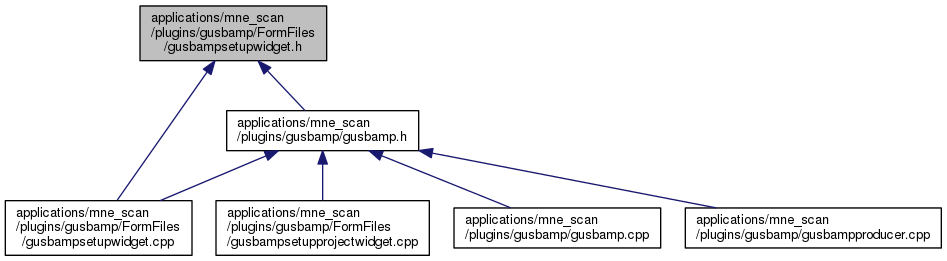 applications/mne_scan
/plugins/gusbamp/FormFiles
/gusbampsetupwidget.h
applications/mne_scan
/plugins/gusbamp/gusbamp.h
applications/mne_scan
/plugins/gusbamp/FormFiles
/gusbampsetupwidget.cpp
applications/mne_scan
/plugins/gusbamp/FormFiles
/gusbampsetupprojectwidget.cpp
applications/mne_scan
/plugins/gusbamp/gusbamp.cpp
applications/mne_scan
/plugins/gusbamp/gusbampproducer.cpp